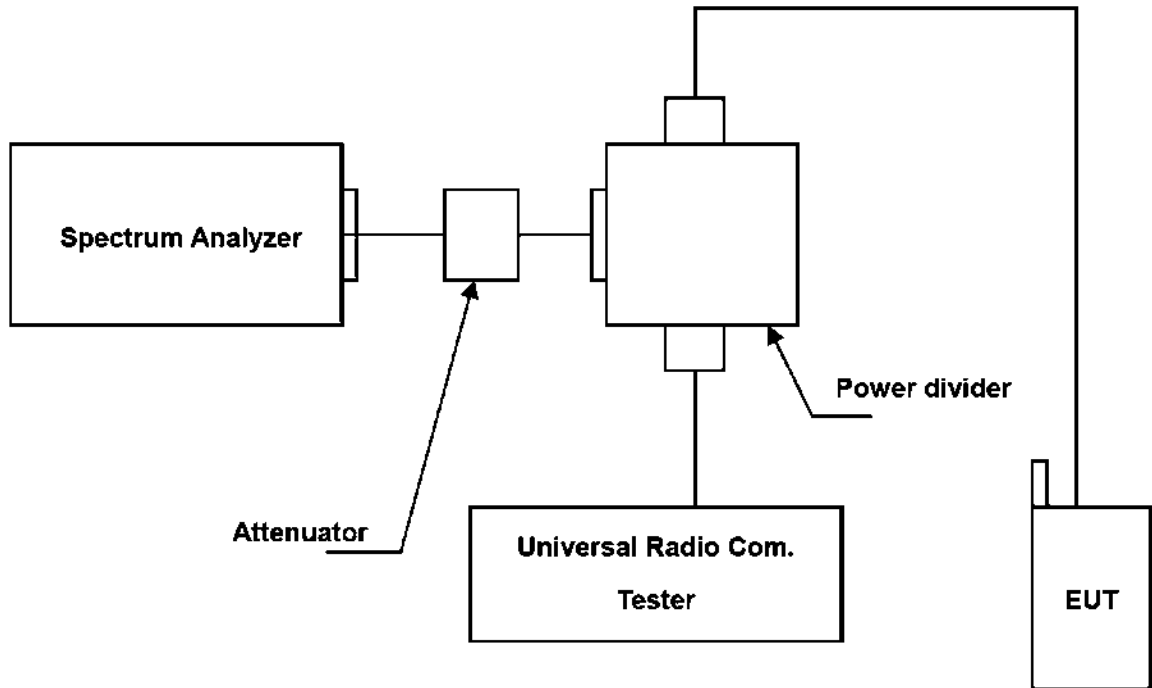 Spectrum Analyzer
Power divider
Attenuator
Universal Radio Com.
Tester
EUT